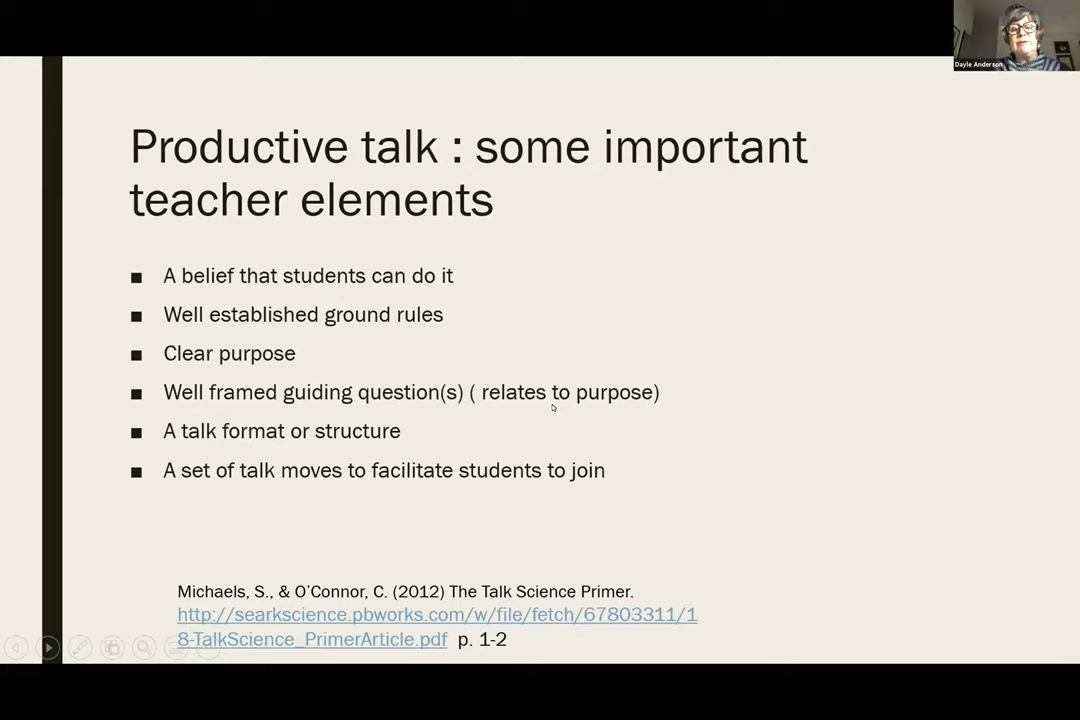 Dayle Anderson
Productive talk : some important
teacher elements
■ A belief that students can do it
■ Well established ground rules
■ Clear purpose
■ Well framed guiding question(s) ( relates to purpose)
■ A talk format or structure
■ A set of talk moves to facilitate students to join
Michaels, S., & O'Connor, C. (2012) The Talk Science Primer.
http://searkscience.pbworks.com/w/file/fetch/67803311/1
8-TalkScience_PrimerArticle.pdf p. 1-2